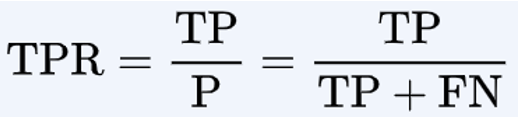 TPR = TP/P = TP/(TP + FN)